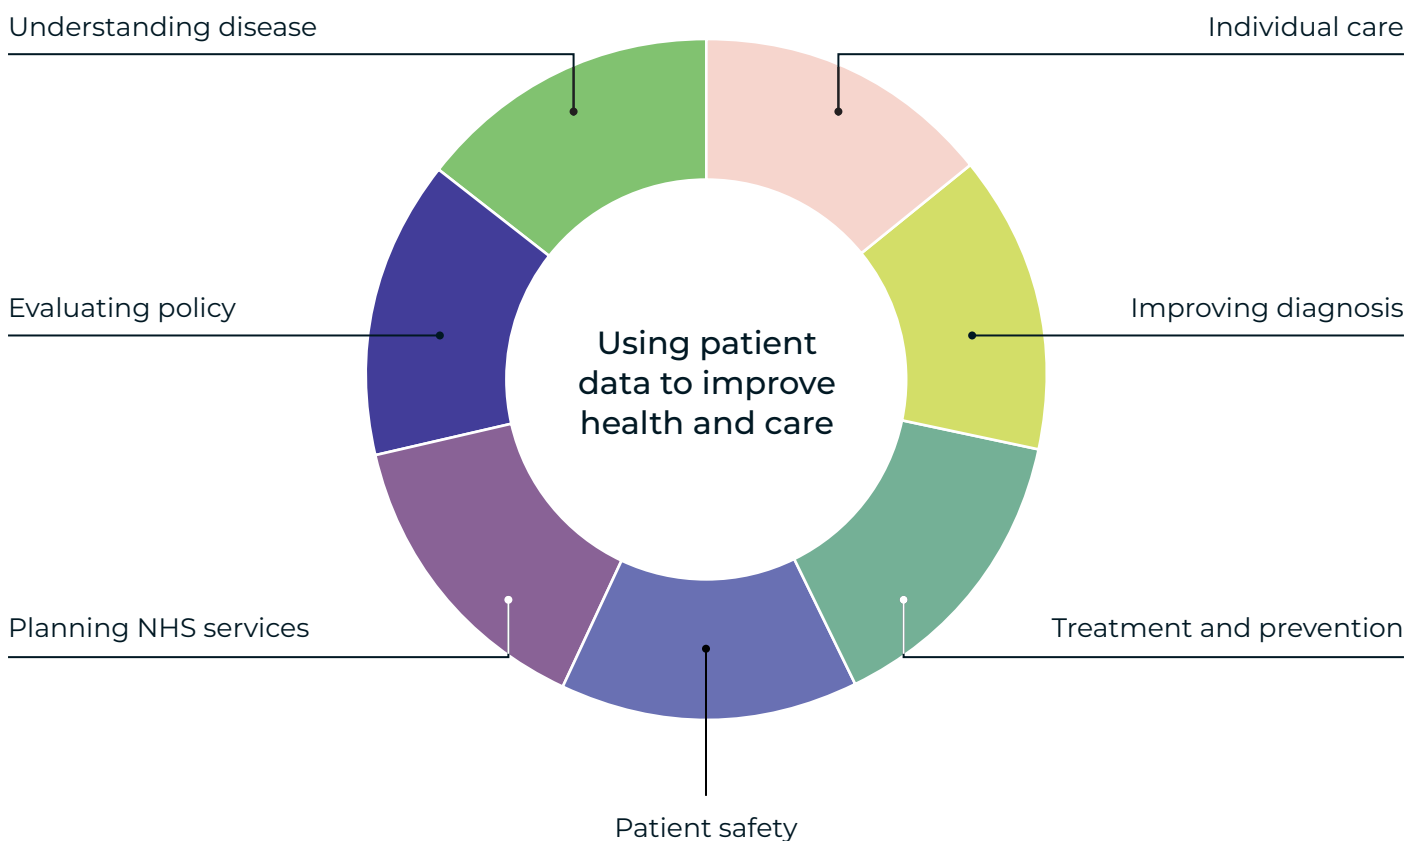 Understanding disease
Individual care
Evaluating policy
Improving diagnosis
Using patient
data to improve
health and care
Planning NHS services
Treatment and prevention
Patient safety